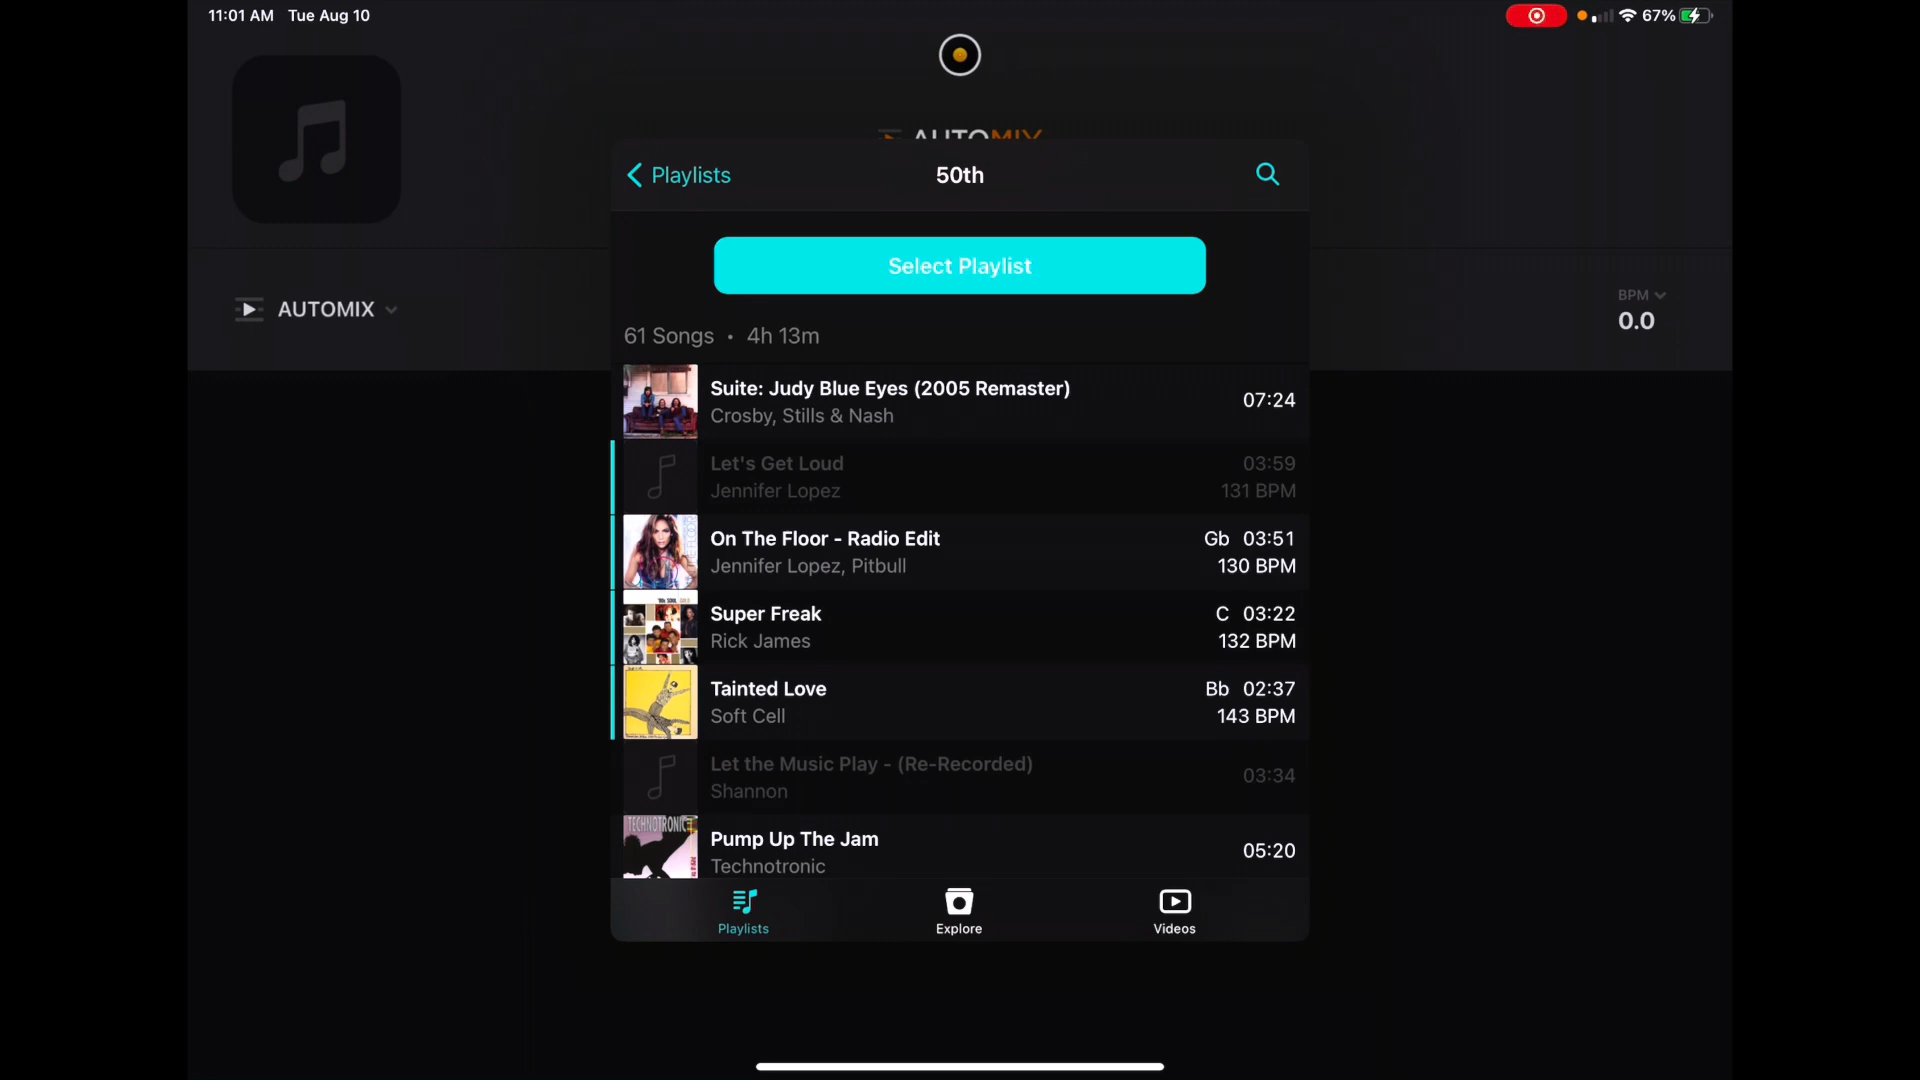 11:01 AM Tue Aug 10
67%
AUTOMIX
Playlists
50th
Select Playlist
61 Songs • 4h 13m
AUTOMIX
BPM
0.0
Suite: Judy Blue Eyes (2005 Remaster)
07:24
Crosby, Stills & Nash
Let's Get Loud
03:59
Jennifer Lopez
131 BPM
On The Floor - Radio Edit
Gb 03:51
Jennifer Lopez, Pitbull
130 BPM
Super Freak
C 03:22
Rick James
132 BPM
Tainted Love
Bb 02:37
Soft Cell
143 BPM
Let the Music Play - (Re-Recorded)
03:34
Shannon
TECHNOTRONIC
Pump Up The Jam
05:20
Technotronic
Playlists
Explore
Videos